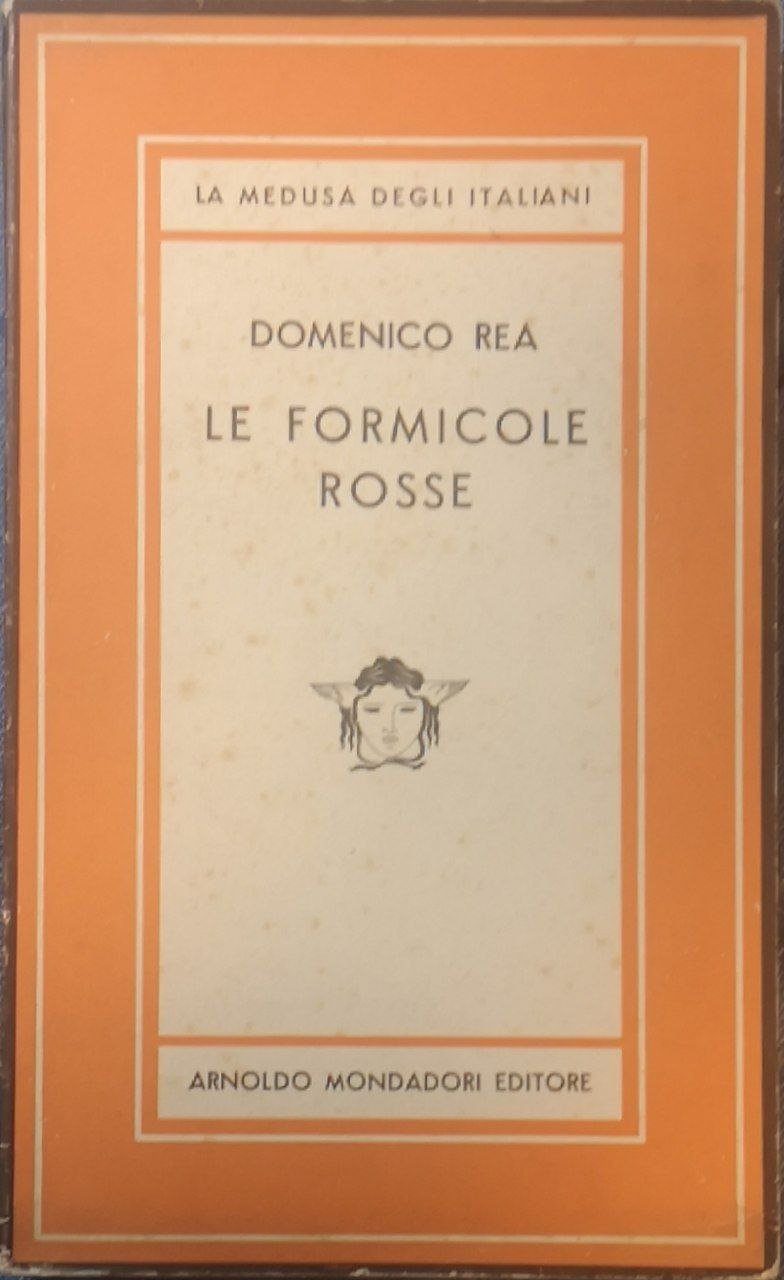 LA MEDUSA DEGLI ITALIANI
DOMENICO REA
LE FORMICOLE
ROSSE
ARNOLDO MONDADORI EDITORE